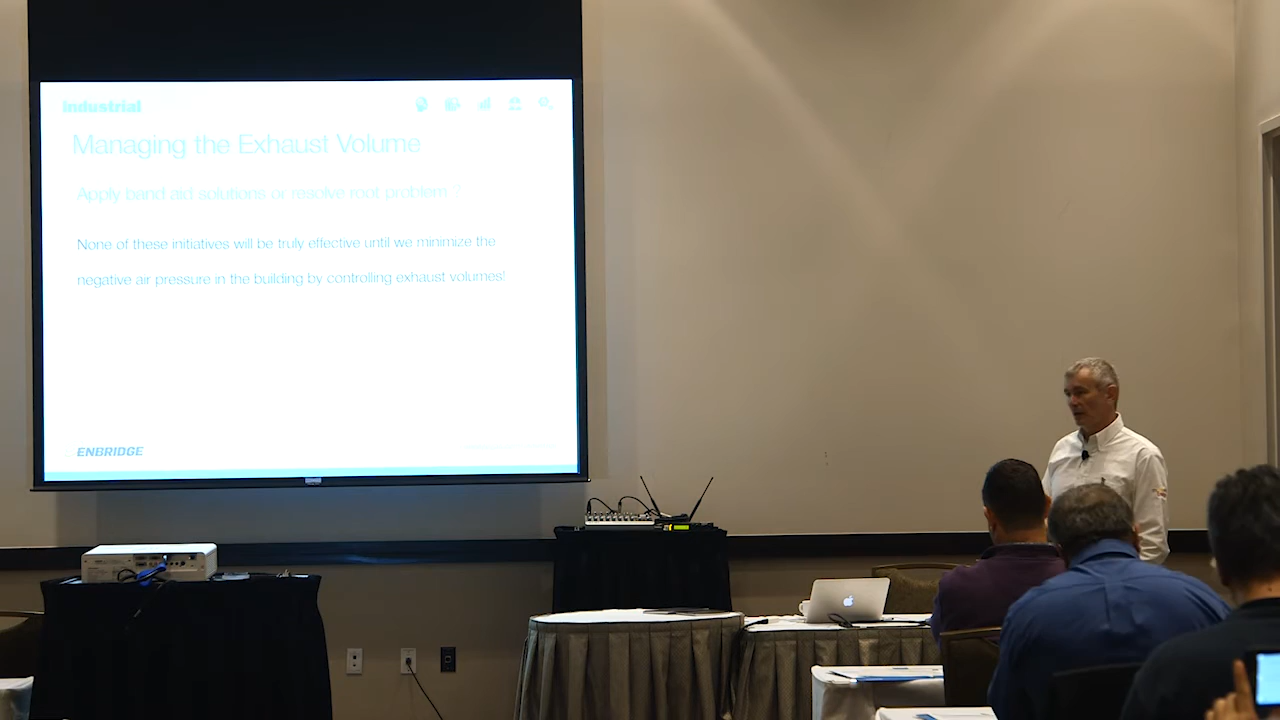 Industrial
Managing the Exhaust Volume
Apply band aid solutions or resolve root problem ?
None of these initiatives will be truly effective until we minimize the
negative air pressure in the building by controlling exhaust volumes!
ENBRIDGE